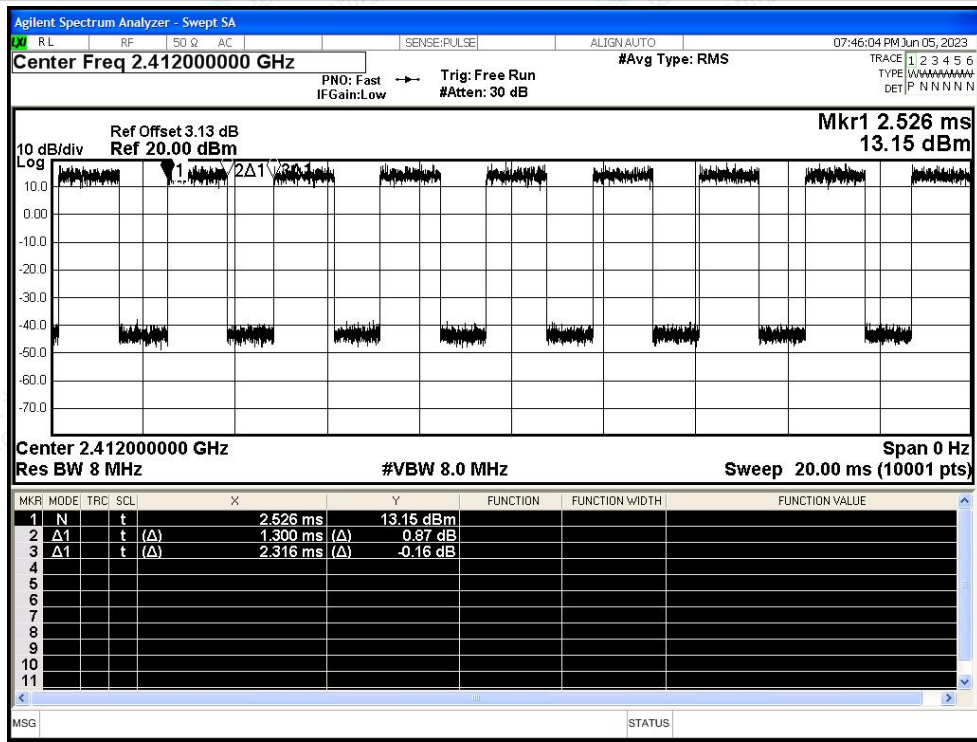 Agilent Spectrum Analyzer - Swept SA
LXI RL RF 50 Ω AC SENSE:PULSE ALIGN AUTO 07:46:04 PM Jun 05, 2023
Center Freq 2.412000000 GHz #Avg Type: RMS TRACE 1 2 3 4 5 6
PNO: Fast Trig: Free Run TYPE WWWWWW
IFGain:Low #Atten: 30 dB DET P N N N N N
Mkr1 2.526 ms
Ref Offset 3.13 dB 13.15 dBm
10 dB/div Ref 20.00 dBm
Log
1 2Δ1 3Δ1
10.0
0.00
-10.0
-20.0
-30.0
-40.0
-50.0
-60.0
-70.0
Center 2.412000000 GHz Span 0 Hz
Res BW 8 MHz #VBW 8.0 MHz Sweep 20.00 ms (10001 pts)
MKR MODE TRC SCL X Y FUNCTION FUNCTION WIDTH FUNCTION VALUE
1 N t 2.526 ms 13.15 dBm
2 Δ1 t (Δ) 1.300 ms (Δ) 0.87 dB
3 Δ1 t (Δ) 2.316 ms (Δ) -0.16 dB
4
5
6
7
8
9
10
11
MSG STATUS